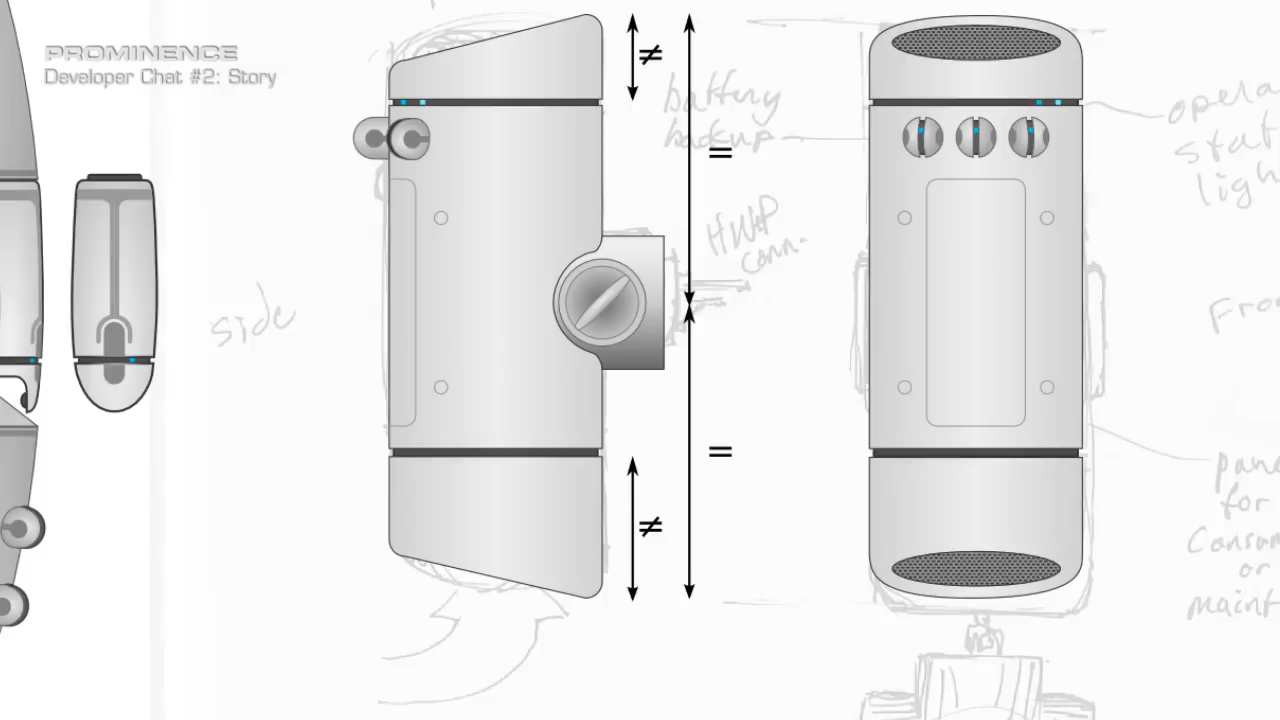 PROMINENCE
Developer Chat #2: Story
≠
battery
backup
=
HWP
conn.
side
=
≠
opera
stat
ligh
Fro
pane
for
Consum
or
maint